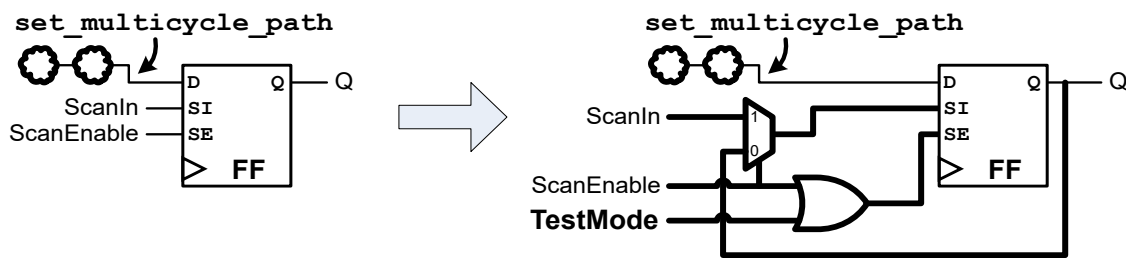 set_multicycle_path
D
Q
Q
ScanIn
SI
ScanEnable
SE
FF
set_multicycle_path
D
Q
Q
ScanIn
1
SI
0
SE
ScanEnable
FF
TestMode